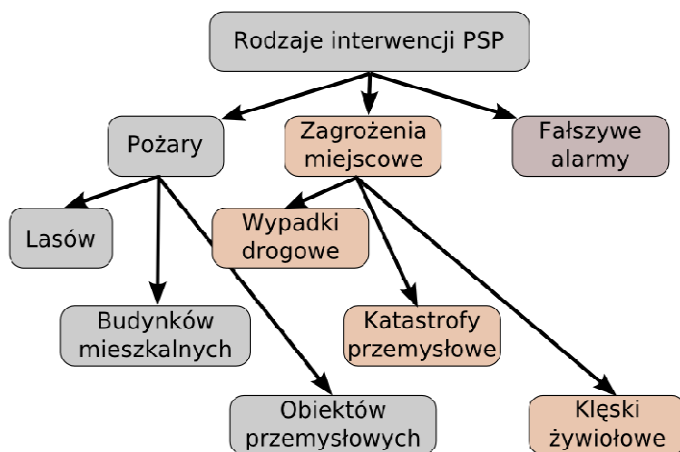 Rodzaje interwencji PSP
Pożary
Zagrożenia
miejscowe
Fałszywe
alarmy
Lasów
Wypadki
drogowe
Budynków
mieszkalnych
Katastrofy
przemysłowe
Obiektów
przemysłowych
Klęski
żywiołowe